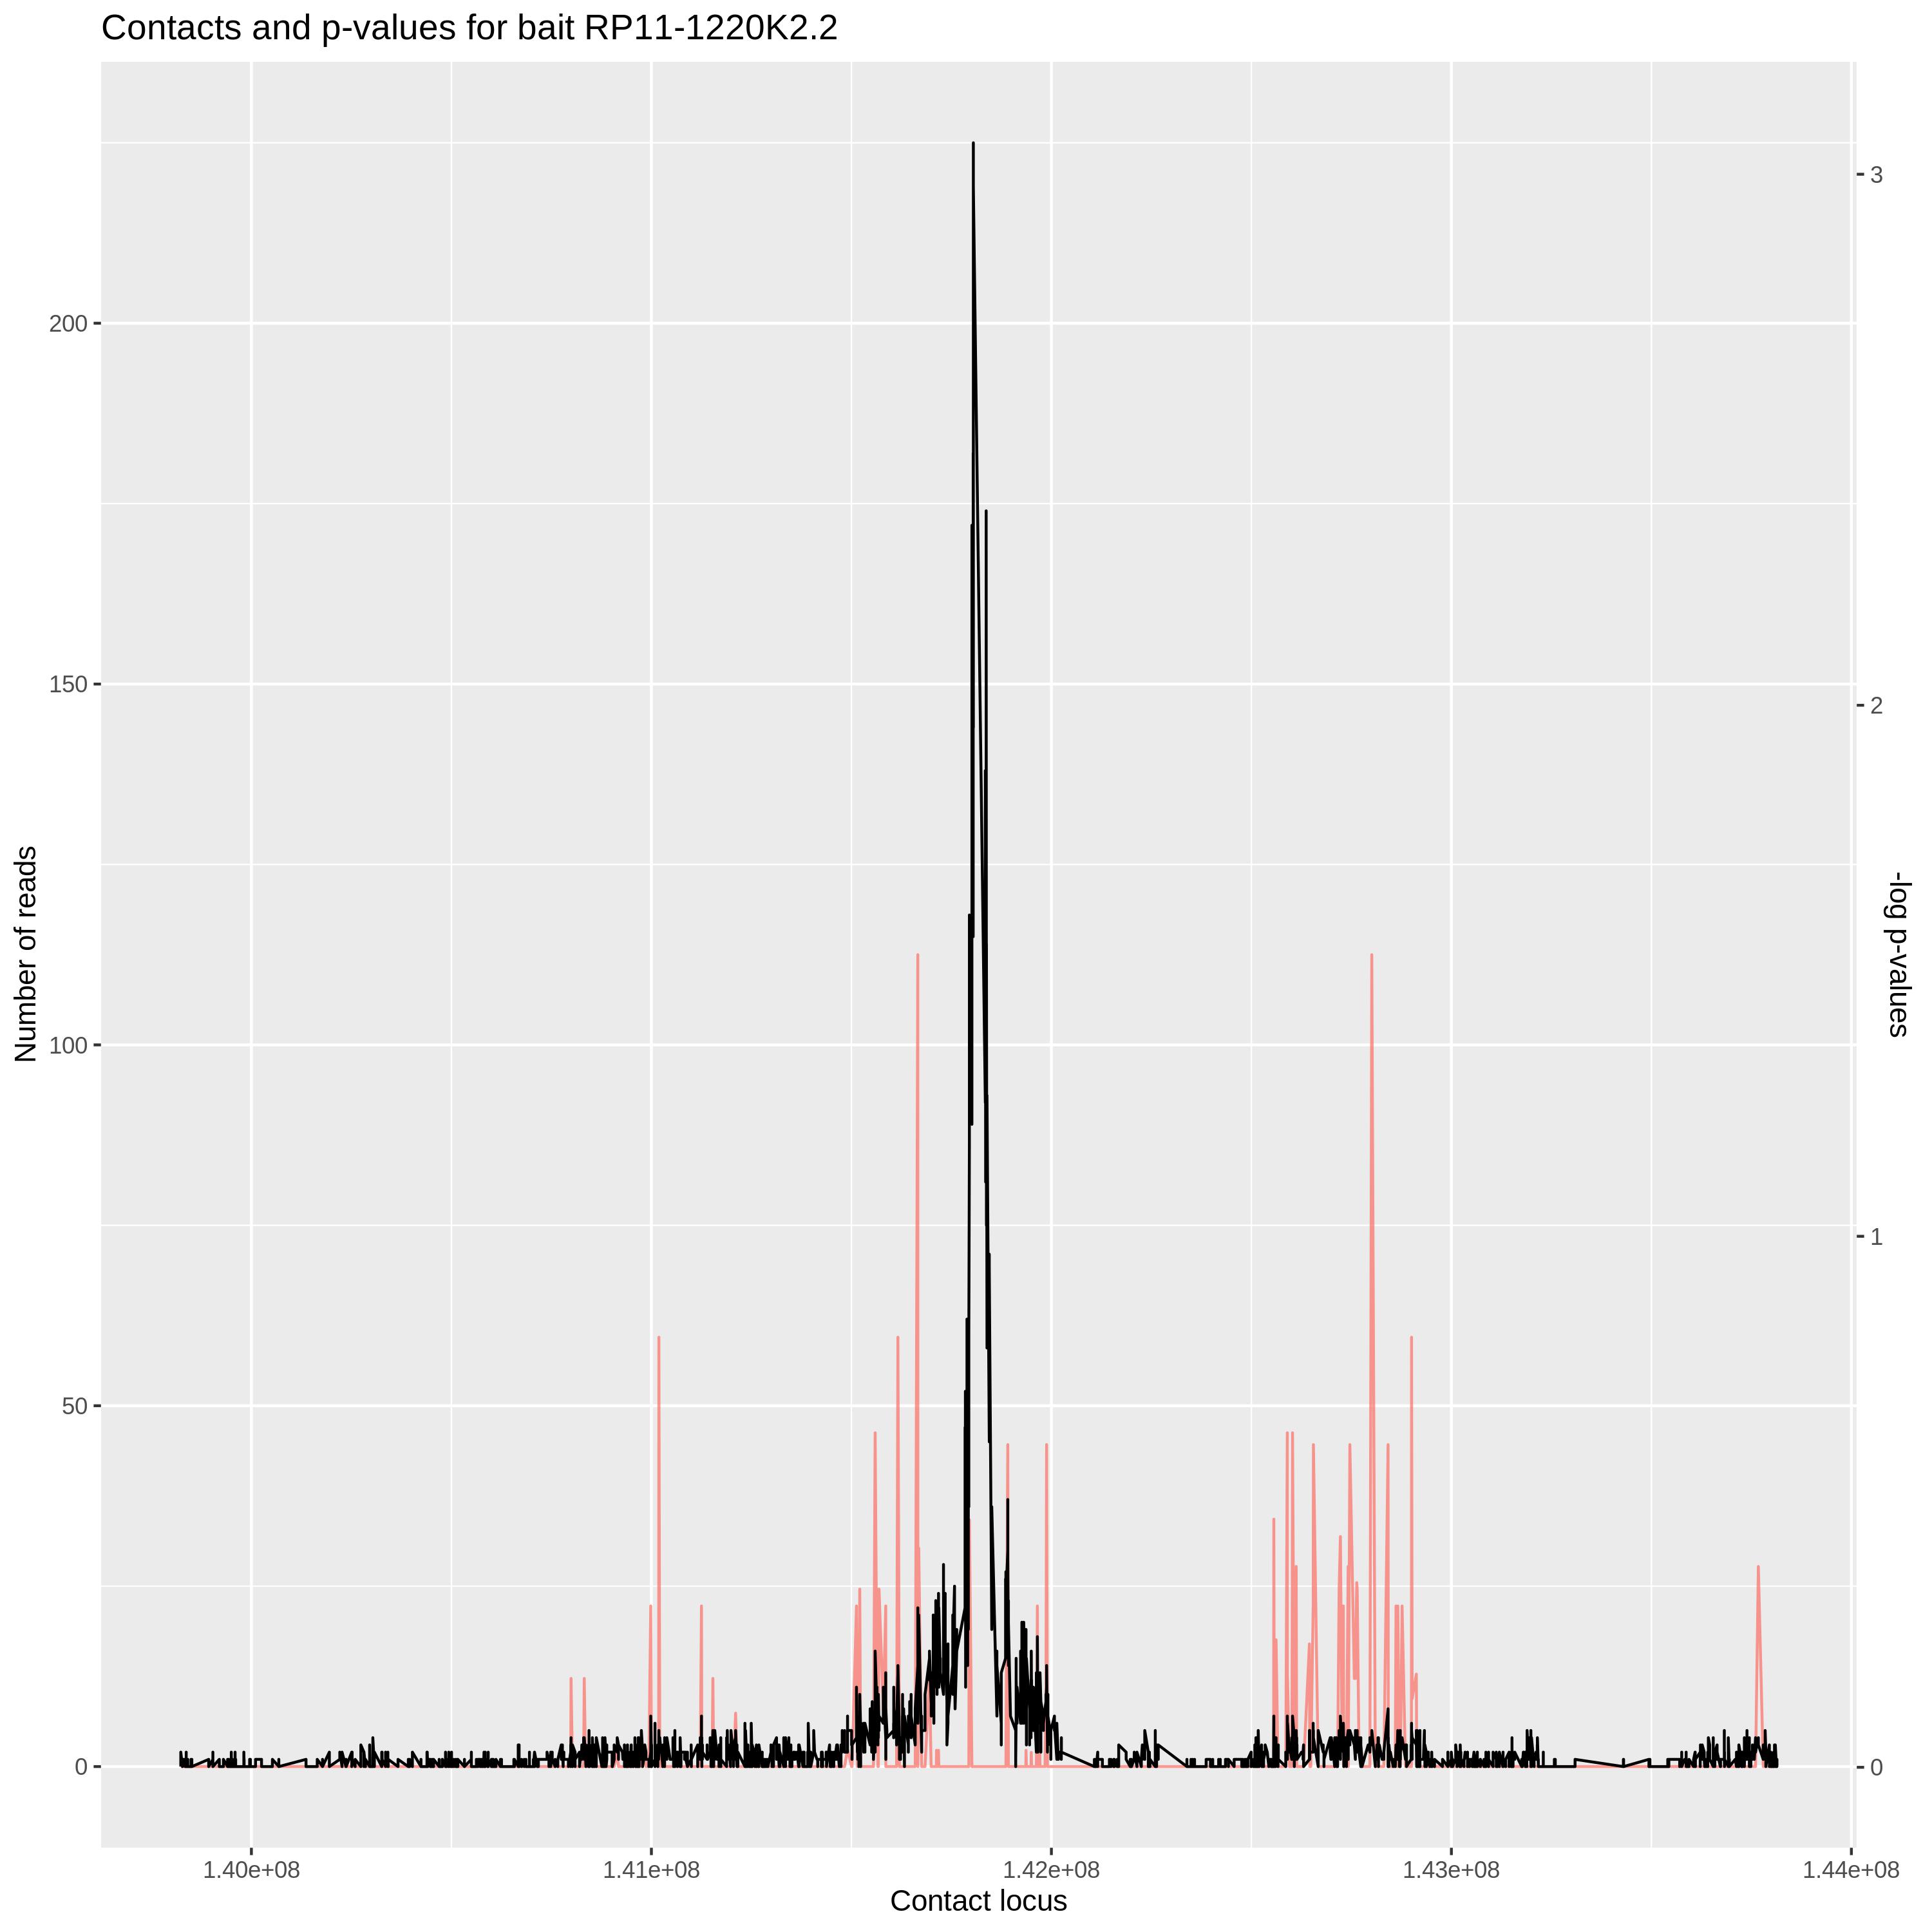 Contacts and p-values for bait RP11-1220K2.2
Number of reads
200
150
100
50
0
3
2
1
0
-log p-values
1.40e+08
1.41e+08
1.42e+08
1.43e+08
1.44e+08
Contact locus